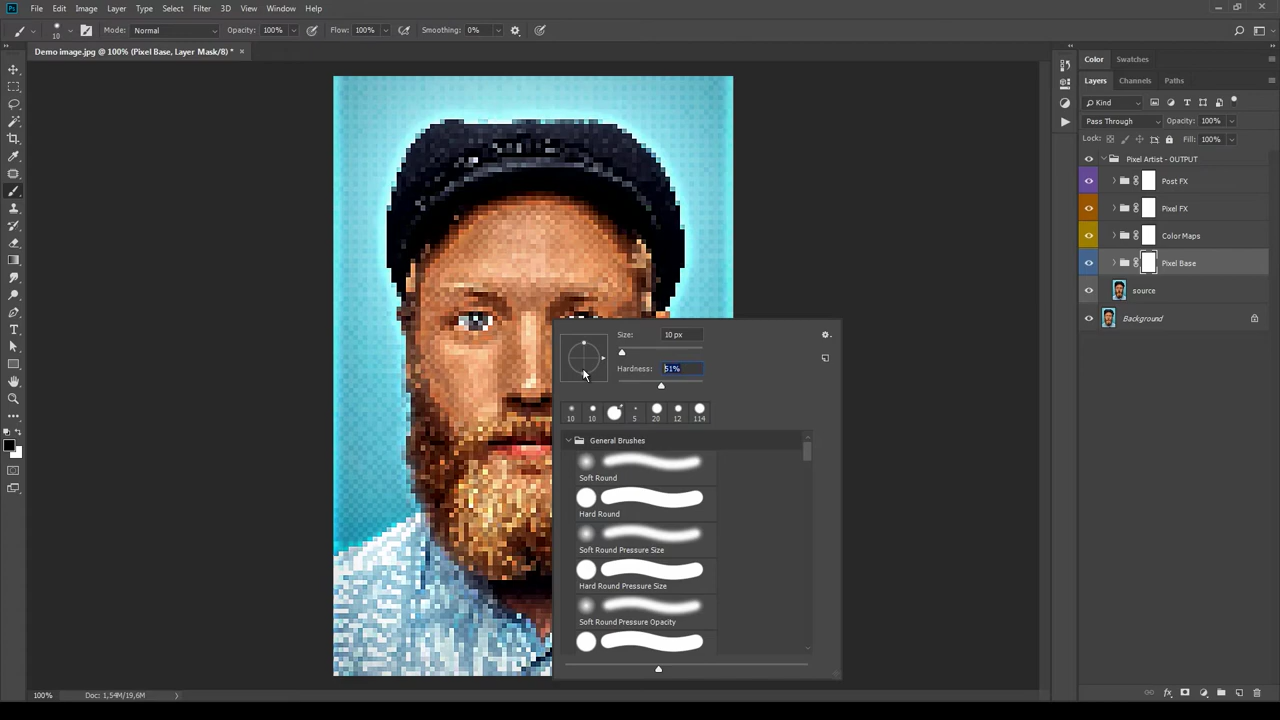 Ps File Edit Image Layer Type Select Filter 3D View Window Help
10 Mode: Normal Opacity: 100% Flow: 100% Smoothing: 0%
Demo image.jpg @ 100% (Pixel Base, Layer Mask/8) *
Color Swatches
Layers Channels Paths
Kind
Pass Through Opacity: 100%
Lock: Fill: 100%
Pixel Artist - OUTPUT
Post FX
Pixel FX
Color Maps
Pixel Base
source
Background
Size: 10 px
Hardness: 51%
10 10 5 20 12 114
General Brushes
Soft Round
Hard Round
Soft Round Pressure Size
Hard Round Pressure Size
Soft Round Pressure Opacity
100% Doc: 1,54M/19,6M